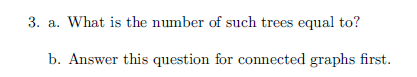 3. a. What is the number of such trees equal to?
b. Answer this question for connected graphs first.